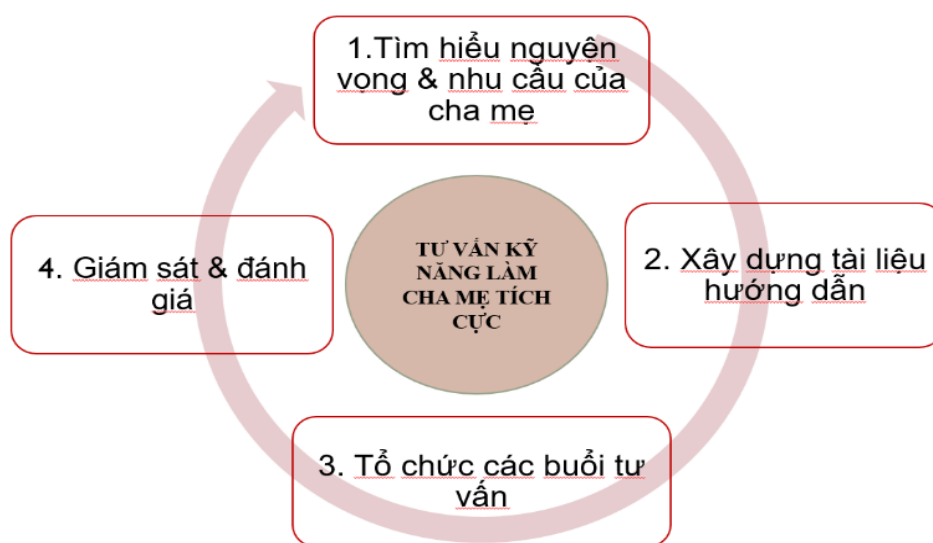 1.Tìm hiểu nguyện
vọng & nhu cầu của
cha mẹ
2. Xây dựng tài liệu
hướng dẫn
3. Tổ chức các buổi tư
vấn
4. Giám sát & đánh
giá
TƯ VẤN KỸ
NĂNG LÀM
CHA MẸ TÍCH
CỰC